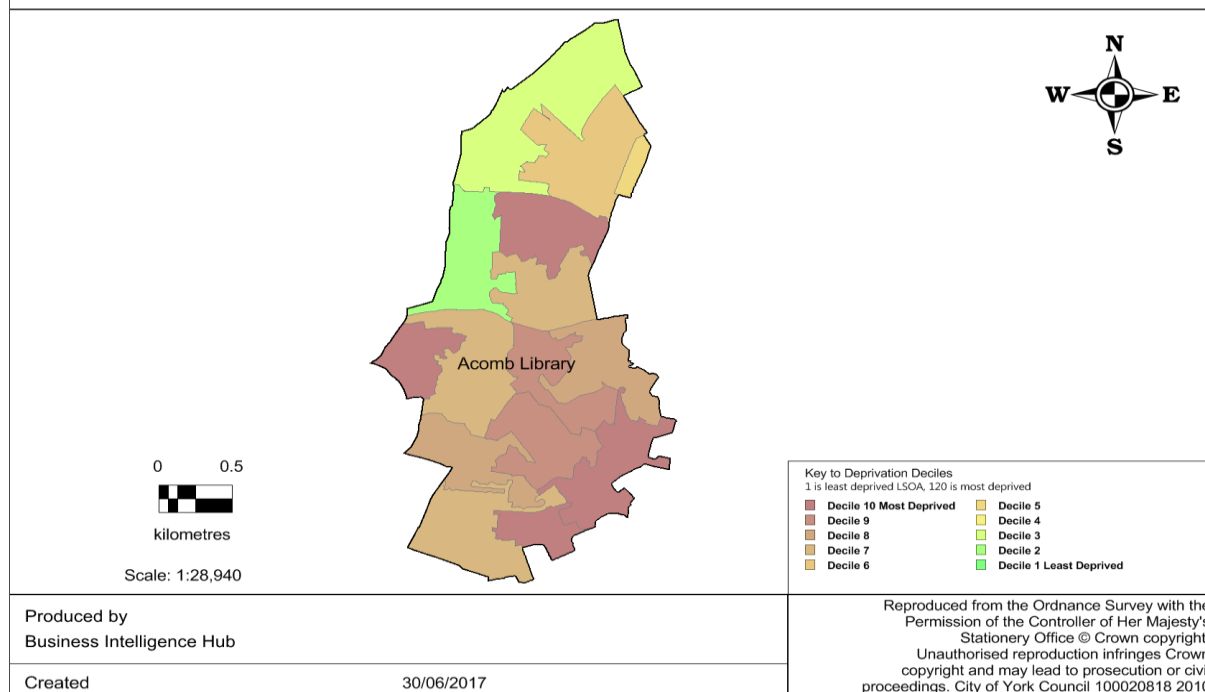 N
W E
S
Acomb Library
0 0.5
kilometres
Scale: 1:28,940
Key to Deprivation Deciles
1 is least deprived LSOA, 120 is most deprived
Decile 10 Most Deprived
Decile 9
Decile 8
Decile 7
Decile 6
Decile 5
Decile 4
Decile 3
Decile 2
Decile 1 Least Deprived
Produced by
Business Intelligence Hub
Created 30/06/2017
Reproduced from the Ordnance Survey with the
Permission of the Controller of Her Majesty's
Stationery Office © Crown copyright
Unauthorised reproduction infringes Crown
copyright and may lead to prosecution or civi
proceedings. City of York Council 100020818 2010